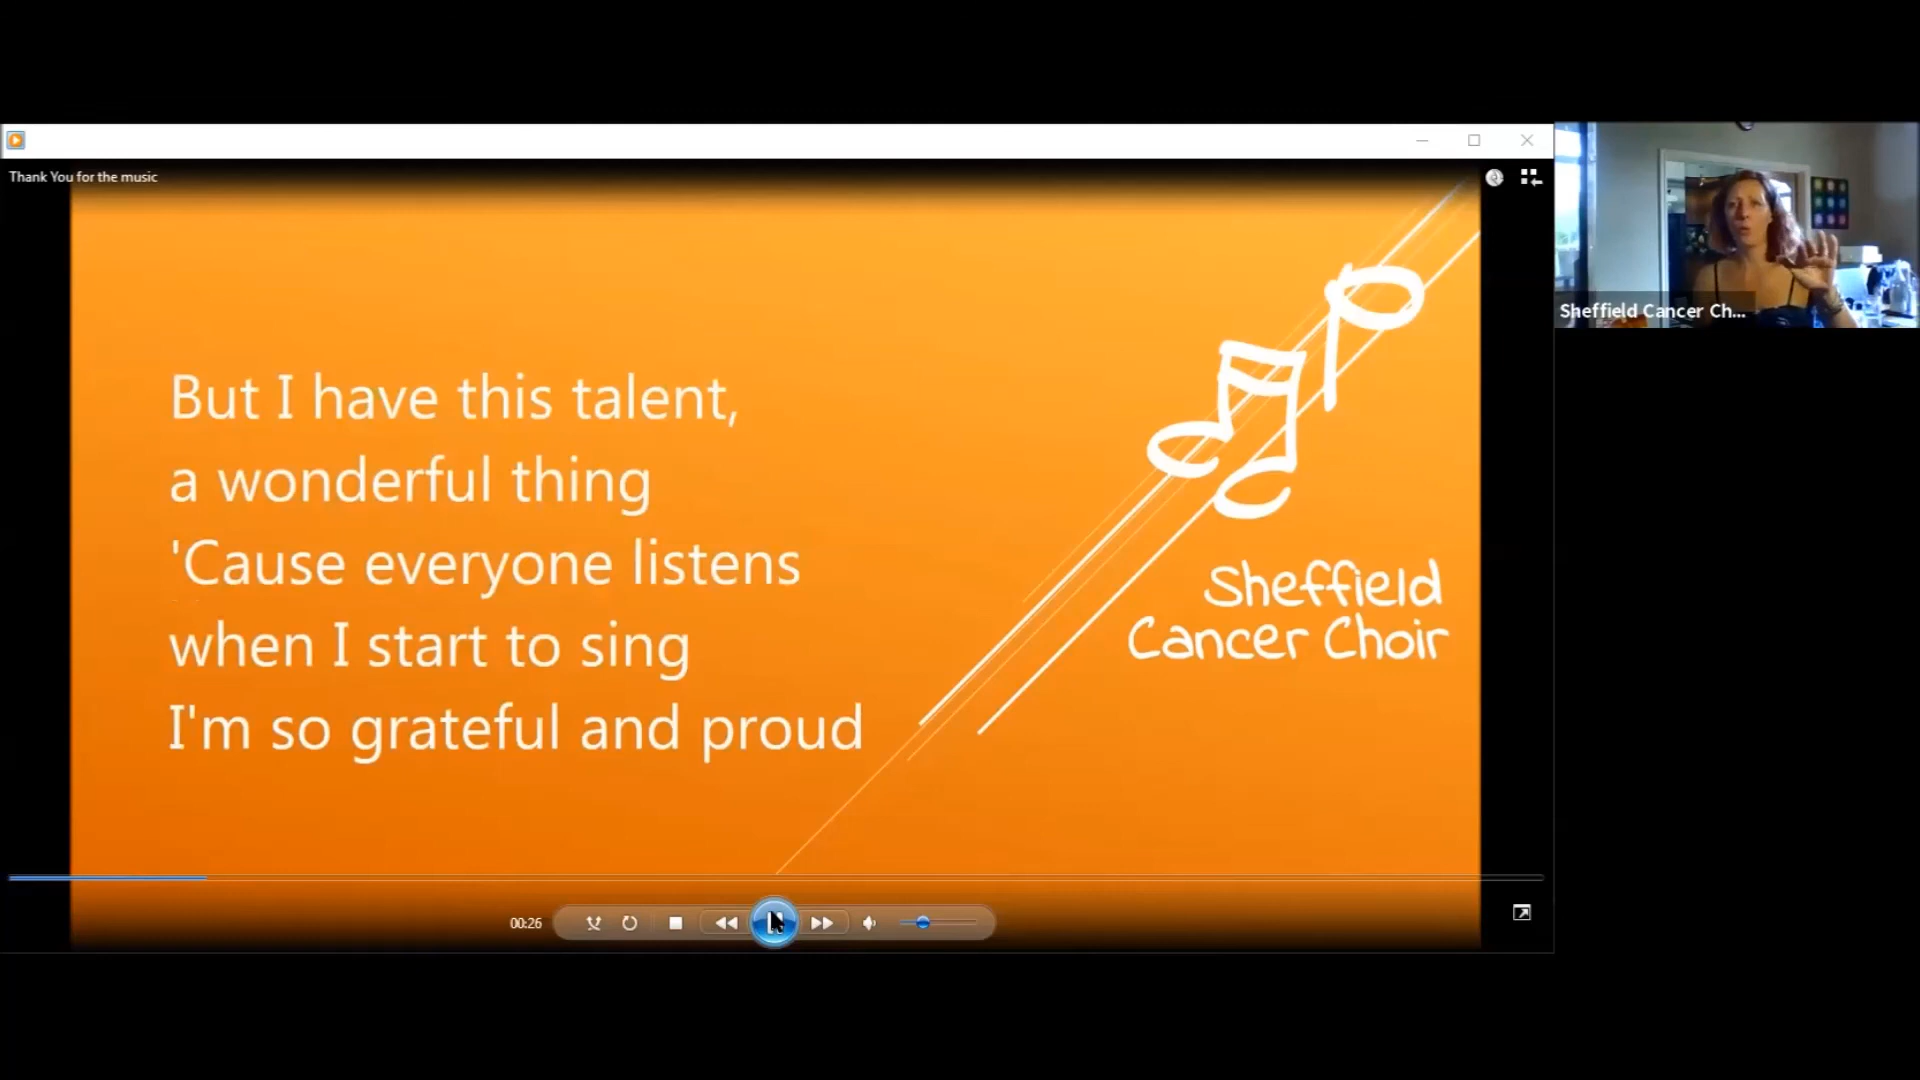 Thank You for the music
But I have this talent,
a wonderful thing
'Cause everyone listens
when I start to sing
I'm so grateful and proud
Sheffield
Cancer Choir
00:26
Sheffield Cancer Ch...